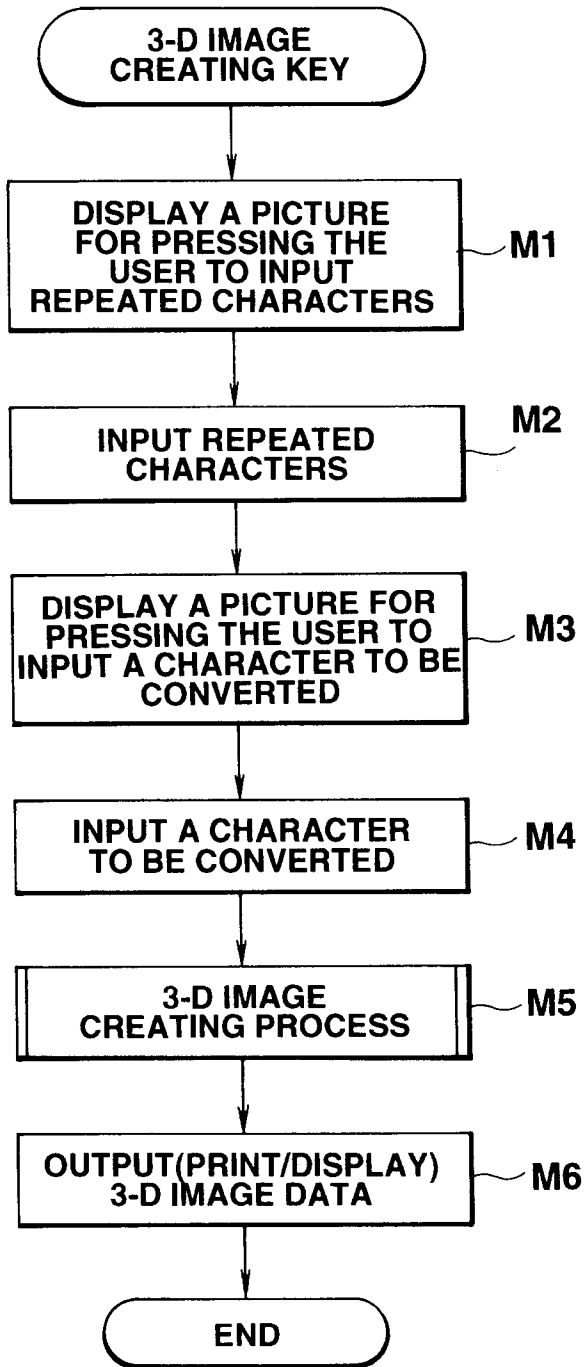 3-D IMAGE
CREATING KEY
DISPLAY A PICTURE
FOR PRESSING THE
USER TO INPUT
REPEATED CHARACTERS
M1
INPUT REPEATED
CHARACTERS
M2
DISPLAY A PICTURE FOR
PRESSING THE USER TO
INPUT A CHARACTER TO BE
CONVERTED
M3
INPUT A CHARACTER
TO BE CONVERTED
M4
3-D IMAGE
CREATING PROCESS
M5
OUTPUT(PRINT/DISPLAY)
3-D IMAGE DATA
M6
END